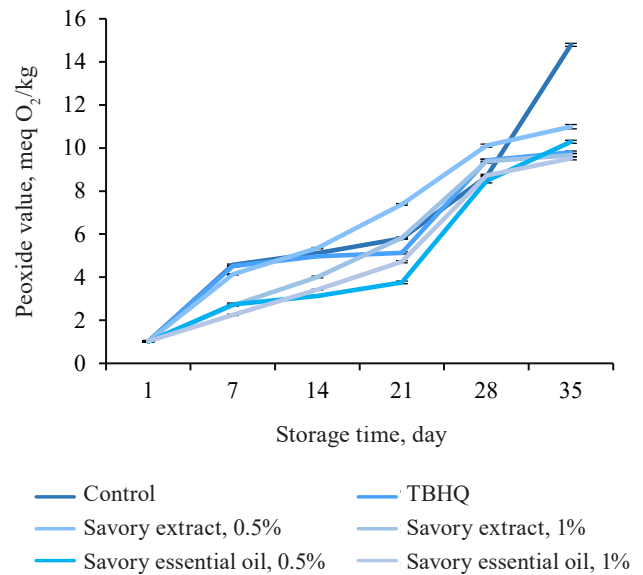 16
14
12
10
8
6
4
2
0
Peoxide value, meq O₂/kg
1 7 14 21 28 35
Storage time, day
Control TBHQ
Savory extract, 0.5% Savory extract, 1%
Savory essential oil, 0.5% Savory essential oil, 1%